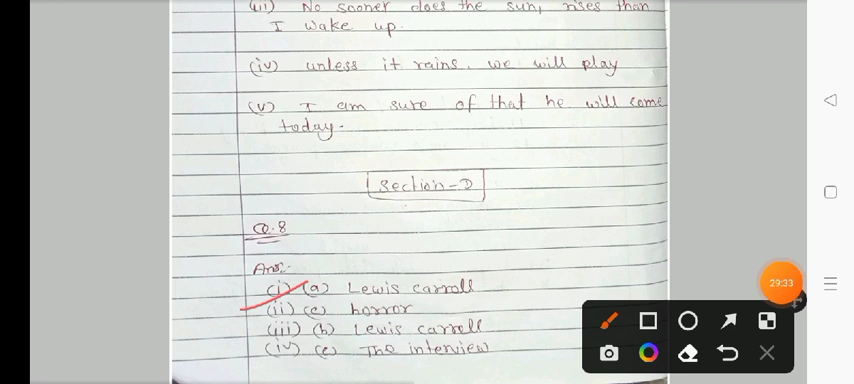 (iii) No sooner does the sun, rises than
I wake up.
(iv) unless it rains, we will play
(v) I am sure of that he will come
today.
Section-D
Q.8
Ans:-
(i) (a) Lewis carroll
(ii) (c) horror
(iii) (b) Lewis carroll
(iv) (c) The interview
29:33